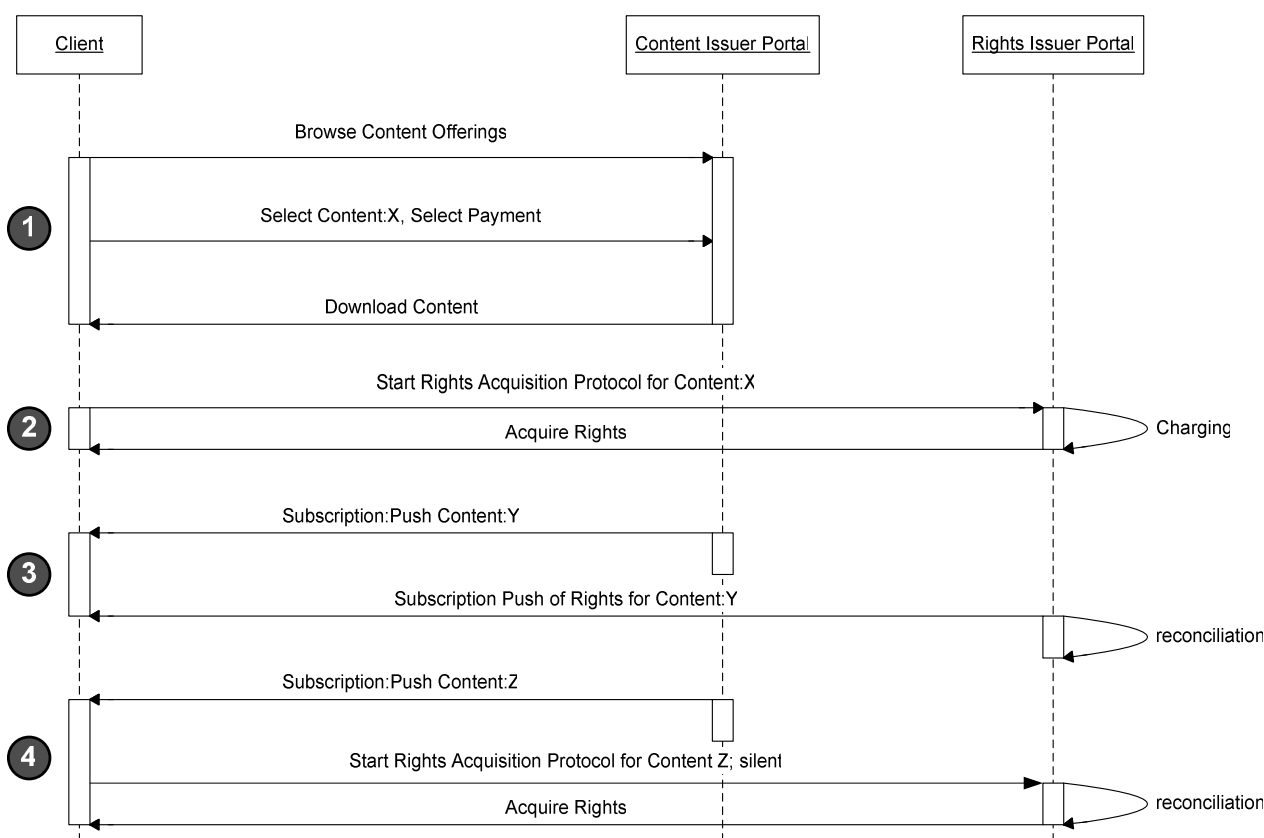 Client
Content Issuer Portal
Rights Issuer Portal
Browse Content Offerings
1
Select Content:X, Select Payment
Download Content
Start Rights Acquisition Protocol for Content:X
2
Acquire Rights
Charging
Subscription:Push Content:Y
3
Subscription Push of Rights for Content:Y
reconciliation
Subscription:Push Content:Z
4
Start Rights Acquisition Protocol for Content Z; silent
Acquire Rights
reconciliation